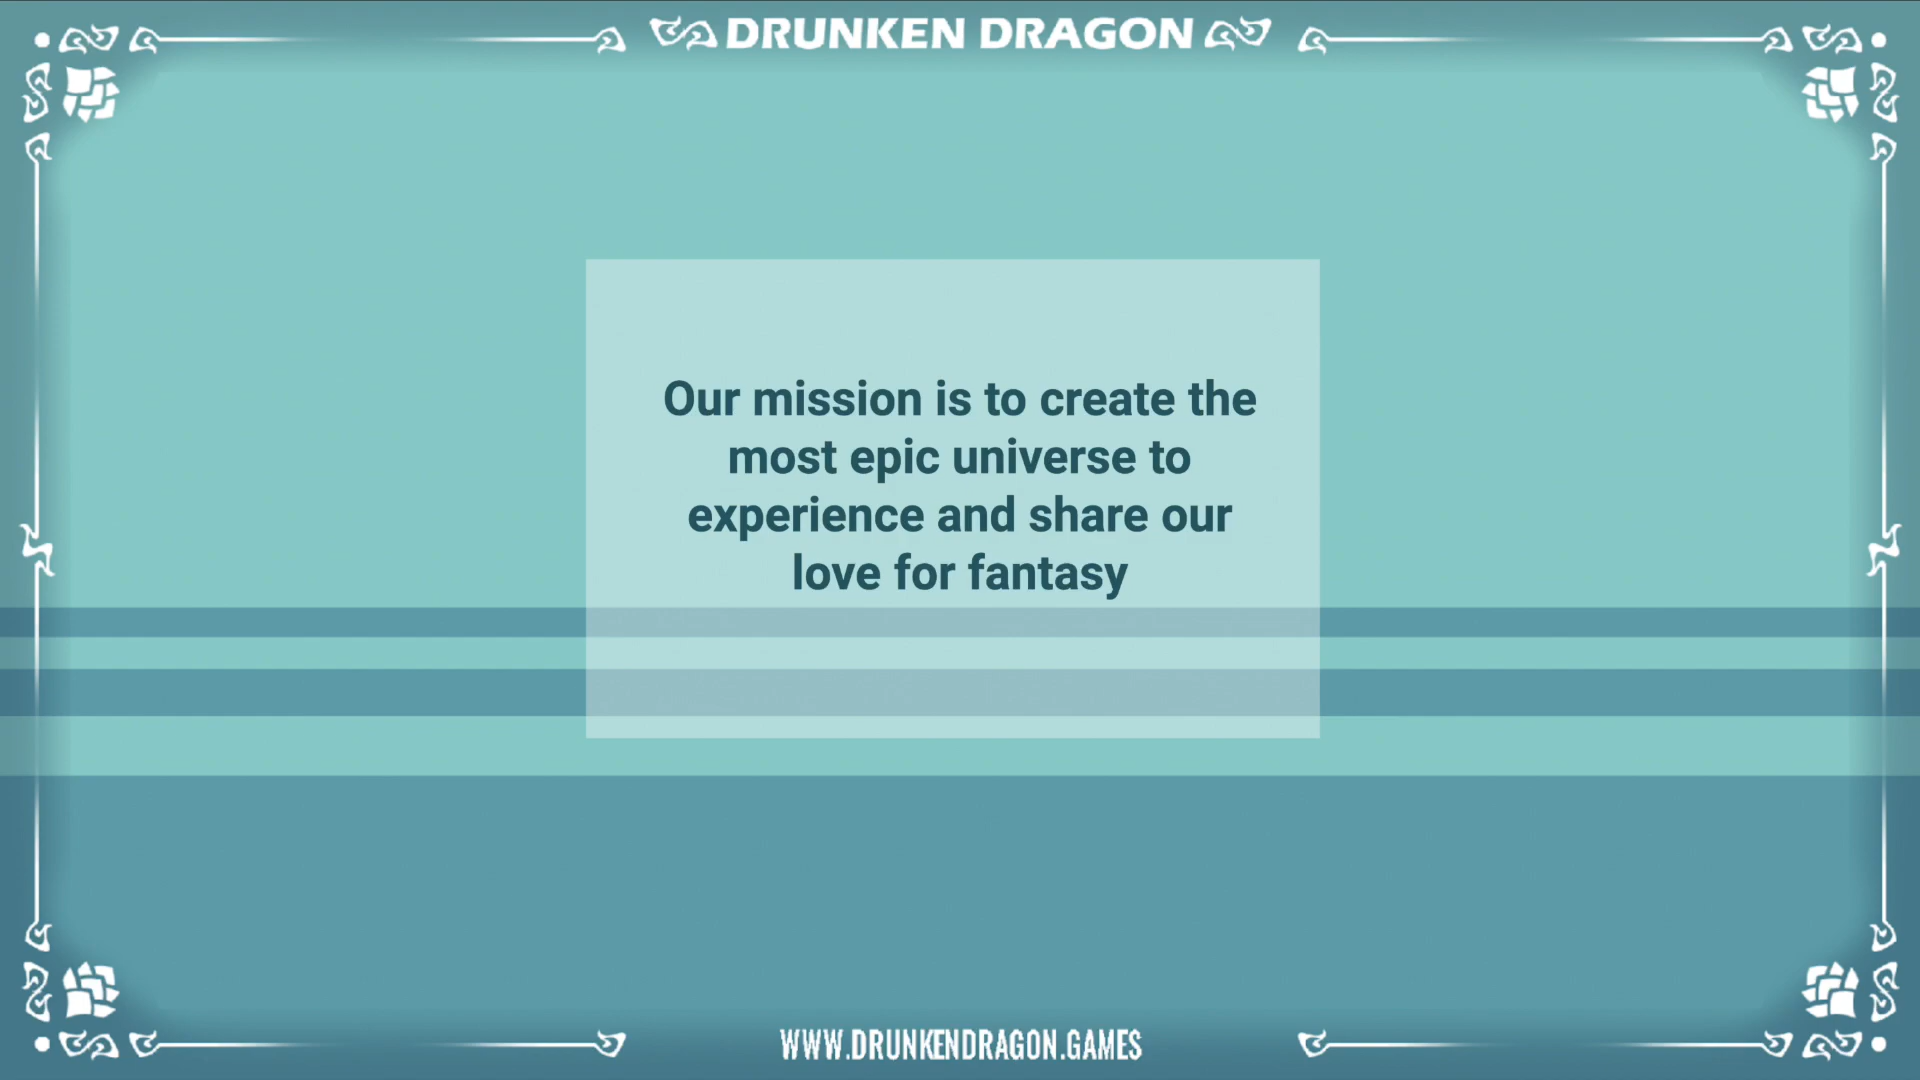 DRUNKEN DRAGON
Our mission is to create the
most epic universe to
experience and share our
love for fantasy
WWW.DRUNKENDRAGON.GAMES